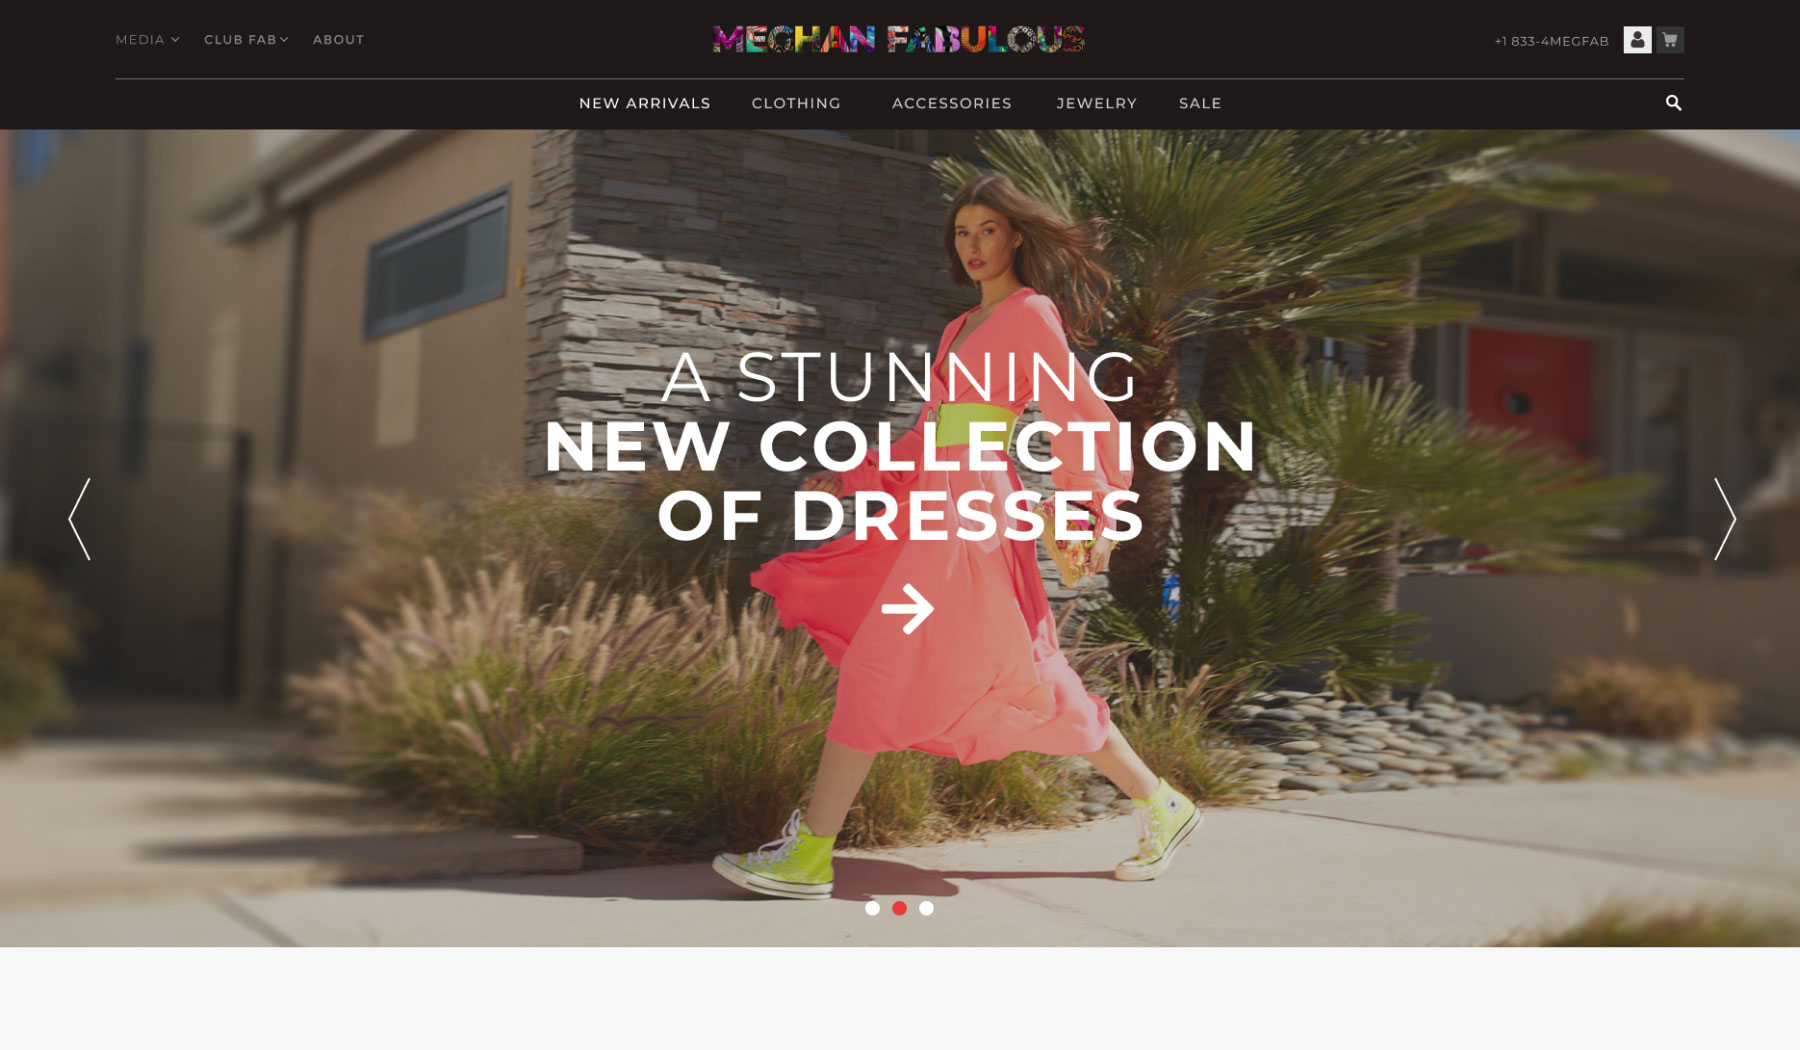 MEDIA CLUB FAB ABOUT
MEGHAN FABULOUS
+1 833-4MEGFAB
NEW ARRIVALS CLOTHING ACCESSORIES JEWELRY SALE
A STUNNING
NEW COLLECTION
OF DRESSES